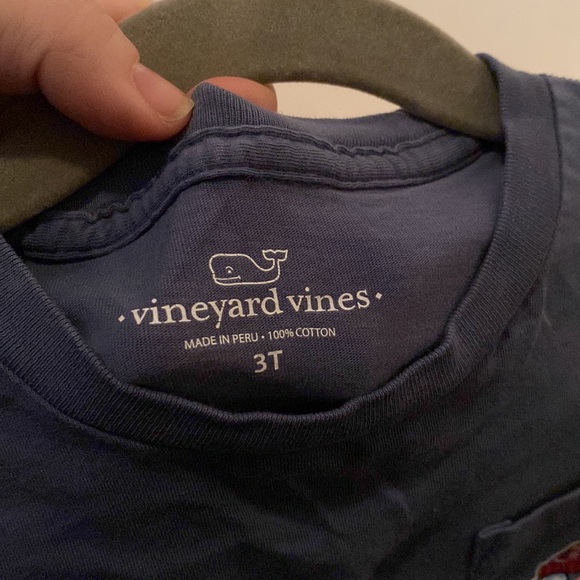 • vineyard vines •
MADE IN PERU • 100% COTTON
3T